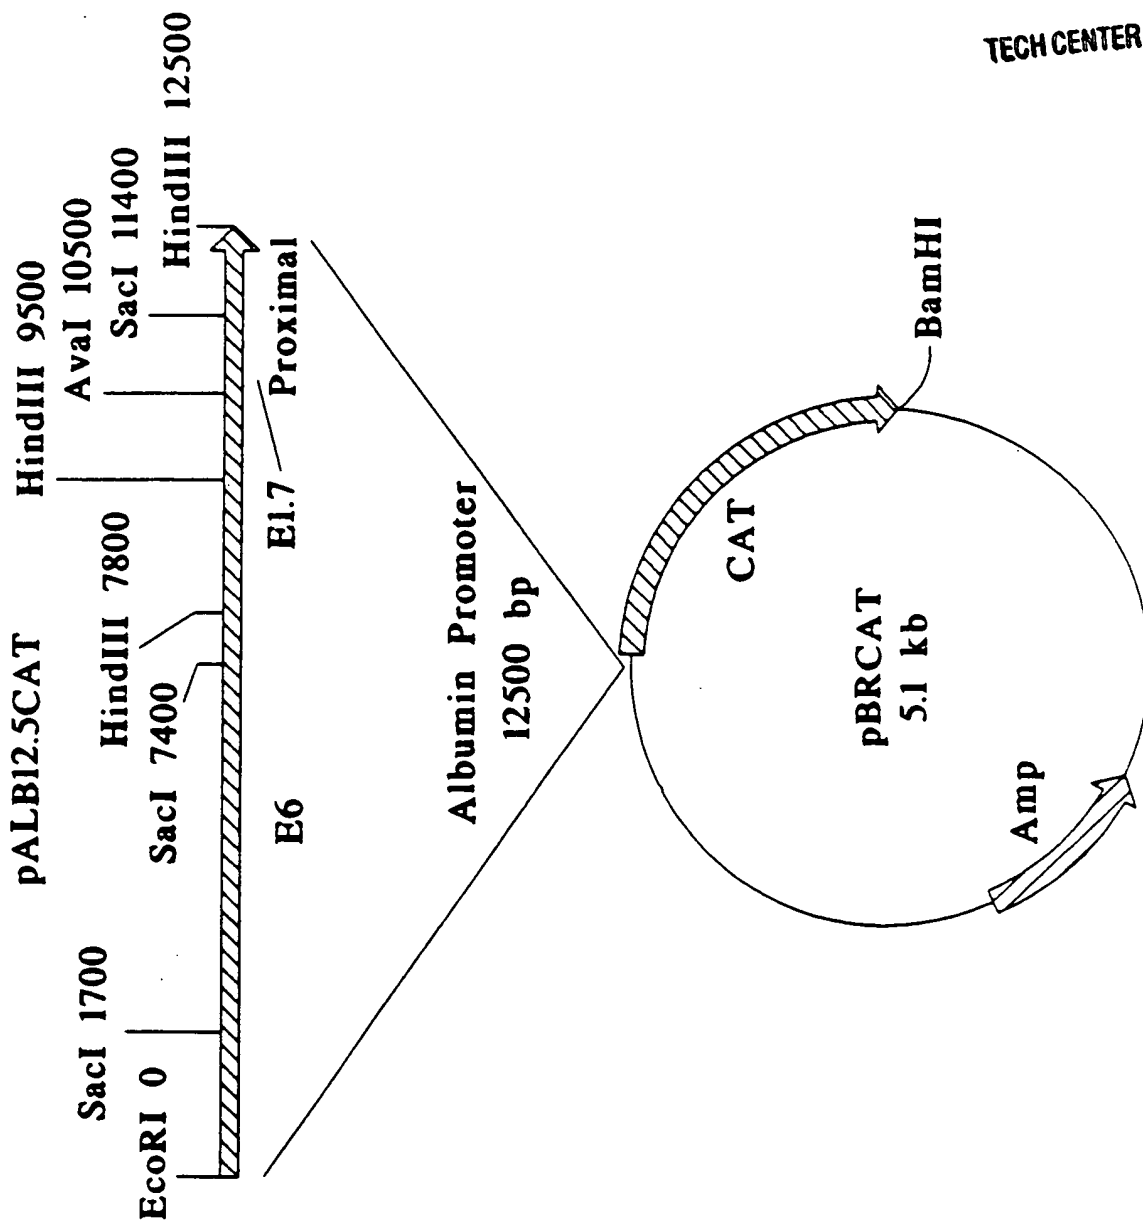 TECH CENTER
pALB12.5CAT
EcoRI 0
SacI 1700
SacI 7400
HindIII 7800
HindIII 9500
AvaI 10500
SacI 11400
HindIII 12500
E6
E1.7
Proximal
Albumin Promoter
12500 bp
CAT
BamHI
pBRCAT
5.1 kb
Amp